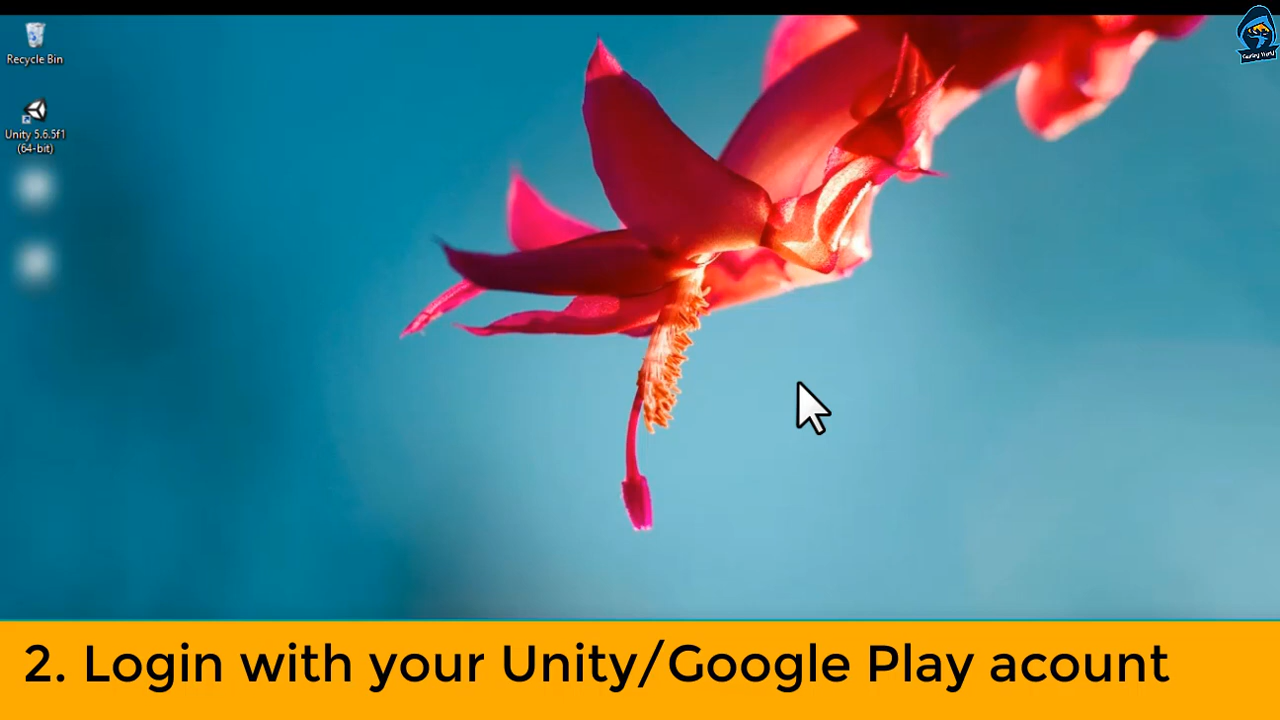 Recycle Bin
Unity 5.6.5f1
(64-bit)
2. Login with your Unity/Google Play acount